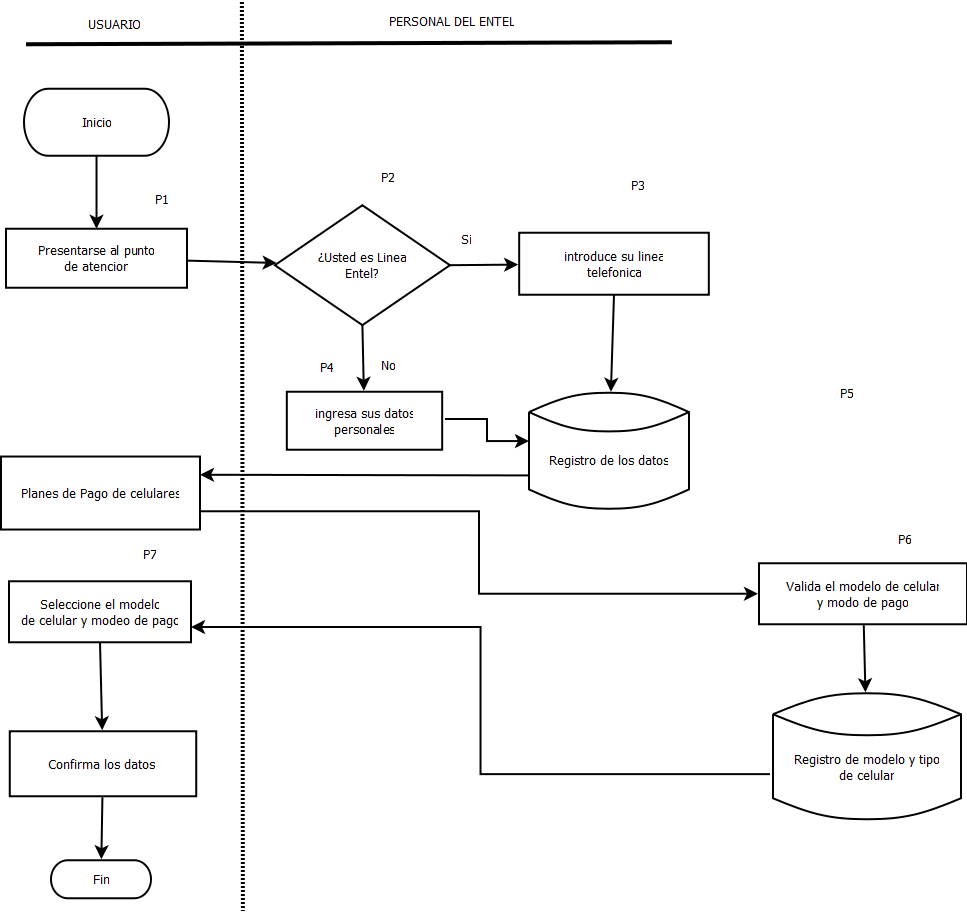 USUARIO
PERSONAL DEL ENTEL
Inicio
P1
P2
P3
Presentarse al punto
de atencior
¿Usted es Linea
Entel?
Si
introduce su linea
telefonica
P4
No
P5
ingresa sus datos
personales
Registro de los datos
Planes de Pago de celulares
P6
P7
Valida el modelo de celular
y modo de pago
Seleccione el modelo
de celular y modeo de pago
Registro de modelo y tipo
de celular
Confirma los datos
Fin